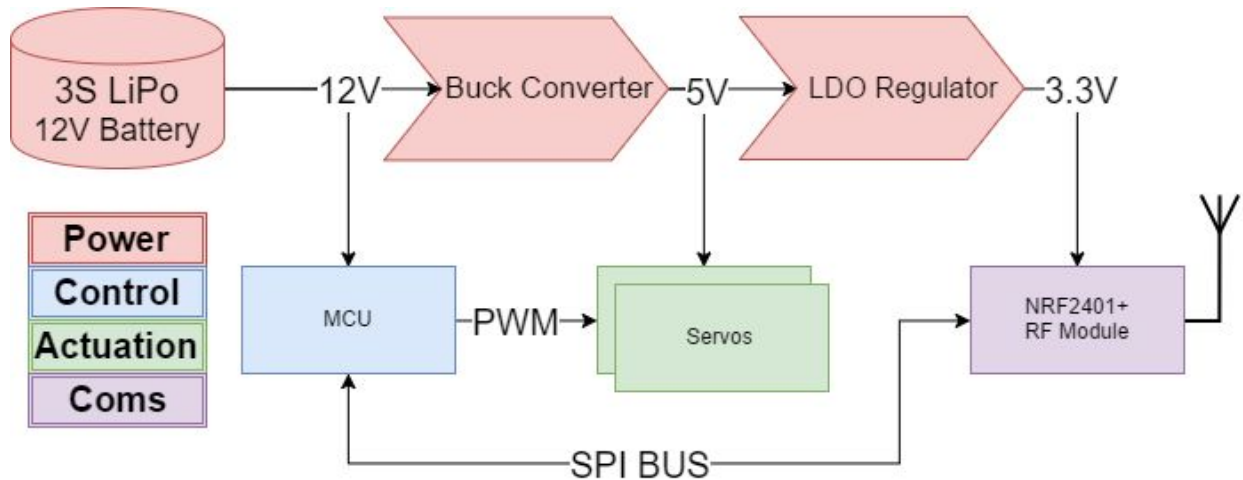 3S LiPo
12V Battery
12V
Buck Converter
5V
LDO Regulator
3.3V
Power
Control
Actuation
Coms
MCU
PWM
Servos
NRF2401+
RF Module
SPI BUS